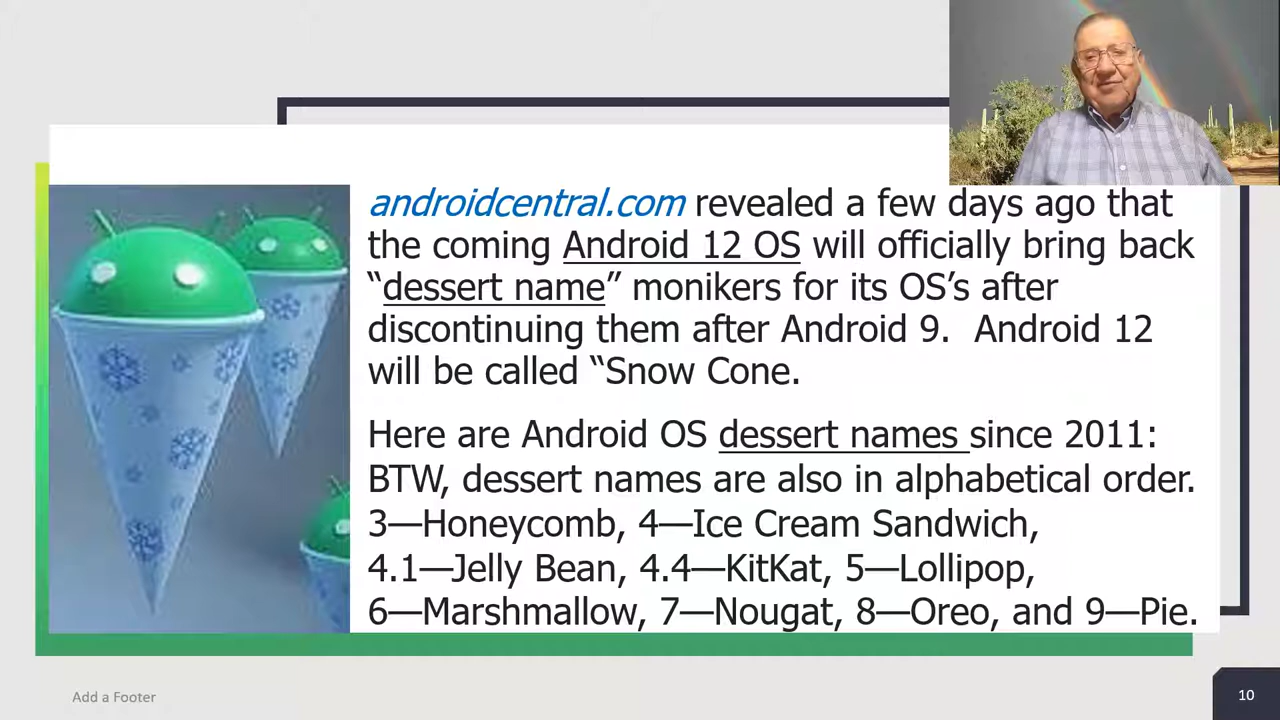 androidcentral.com revealed a few days ago that
the coming Android 12 OS will officially bring back
“dessert name” monikers for its OS’s after
discontinuing them after Android 9.  Android 12
will be called “Snow Cone.
Here are Android OS dessert names since 2011:
BTW, dessert names are also in alphabetical order.
3—Honeycomb, 4—Ice Cream Sandwich,
4.1—Jelly Bean, 4.4—KitKat, 5—Lollipop,
6—Marshmallow, 7—Nougat, 8—Oreo, and 9—Pie.
Add a Footer
10